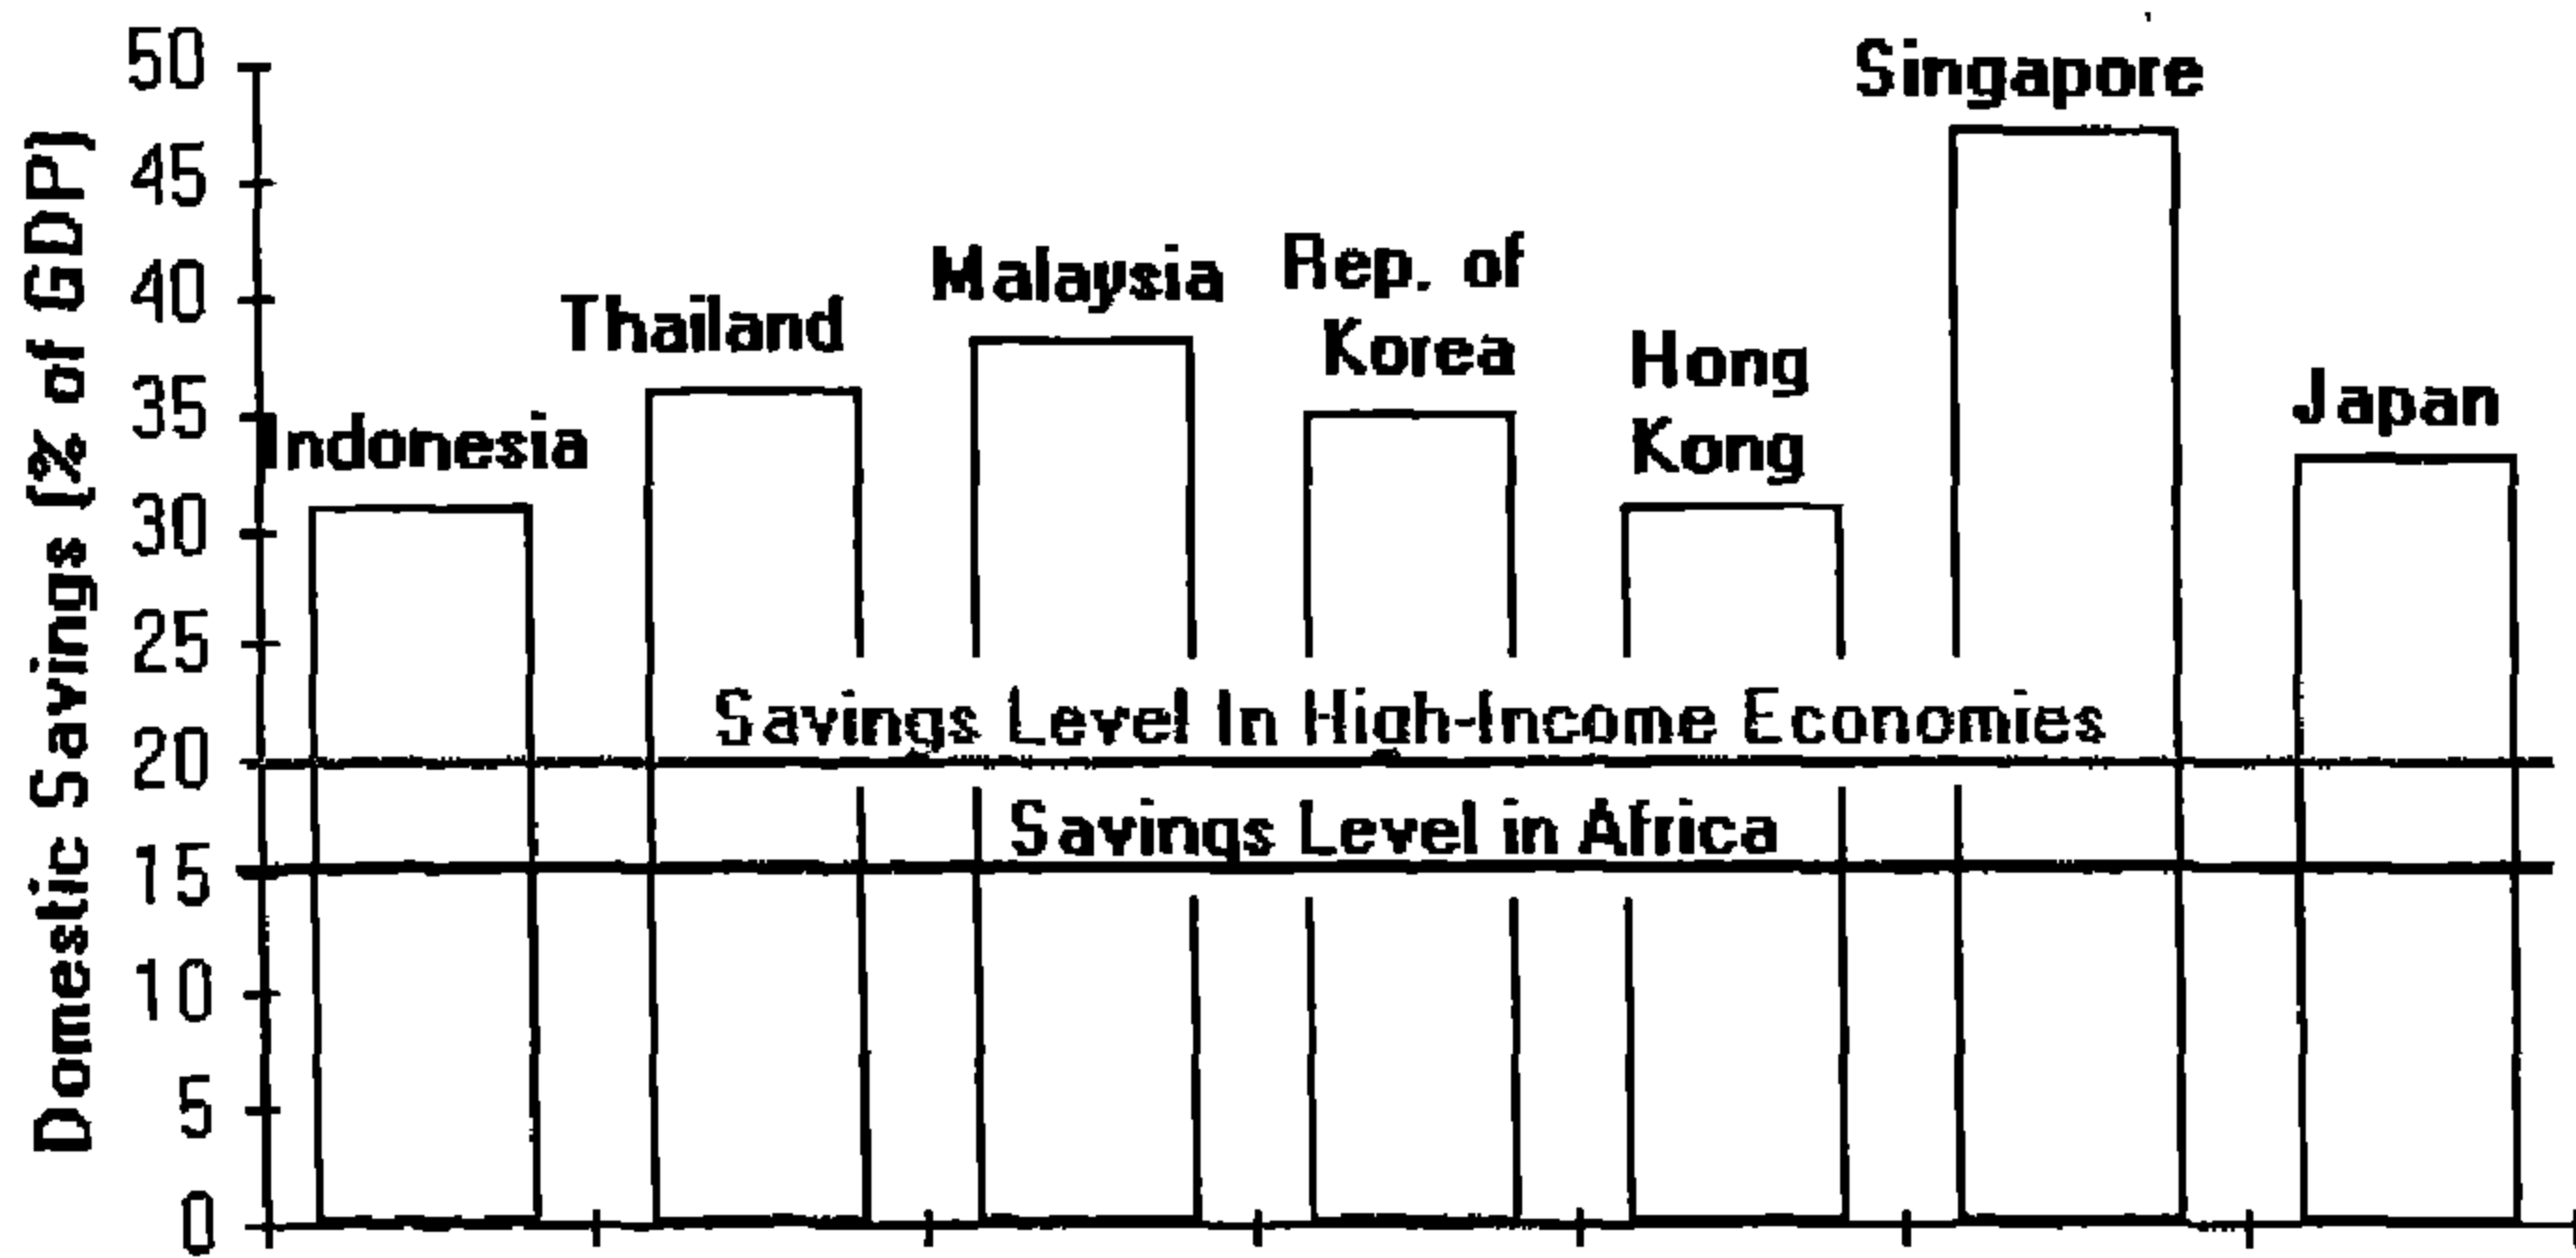 Domestic Savings (% of GDP)
50
45
40
35
30
25
20
15
10
5
0
Indonesia
Thailand
Malaysia
Rep. of
Korea
Hong
Kong
Singapore
Japan
Savings Level In High-Income Economies
Savings Level in Africa